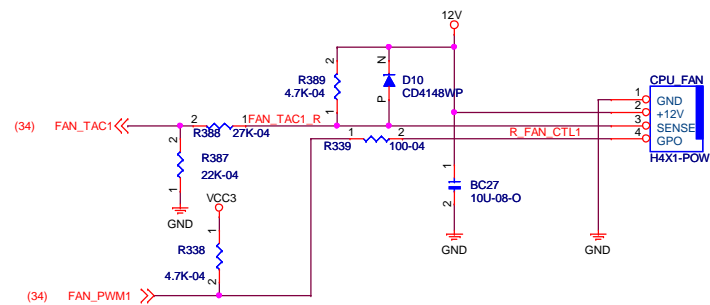 12V
2
R389
4.7K-04
1
N
D10
CD4148WP
P
CPU_FAN
1 GND
2 +12V
3 SENSE
4 GPO
H4X1-POW
(34) FAN_TAC1
2 R388 1
27K-04
FAN_TAC1_R
1 R339 2
100-04
R_FAN_CTL1
2
R387
22K-04
1
GND
VCC3
1
BC27
10U-08-O
2
GND
GND
1
R338
4.7K-04
2
(34) FAN_PWM1